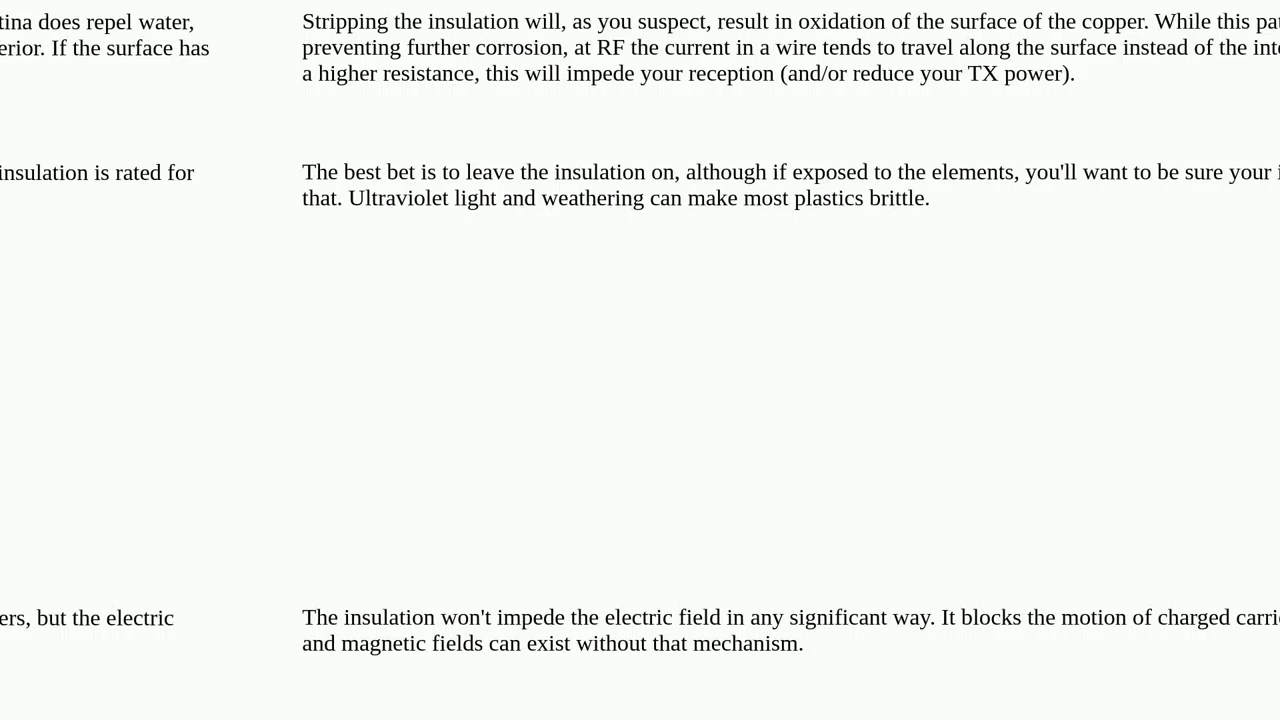 tina does repel water,
erior. If the surface has
Stripping the insulation will, as you suspect, result in oxidation of the surface of the copper. While this pa
preventing further corrosion, at RF the current in a wire tends to travel along the surface instead of the int
a higher resistance, this will impede your reception (and/or reduce your TX power).
insulation is rated for
The best bet is to leave the insulation on, although if exposed to the elements, you'll want to be sure your i
that. Ultraviolet light and weathering can make most plastics brittle.
ers, but the electric
The insulation won't impede the electric field in any significant way. It blocks the motion of charged carri
and magnetic fields can exist without that mechanism.